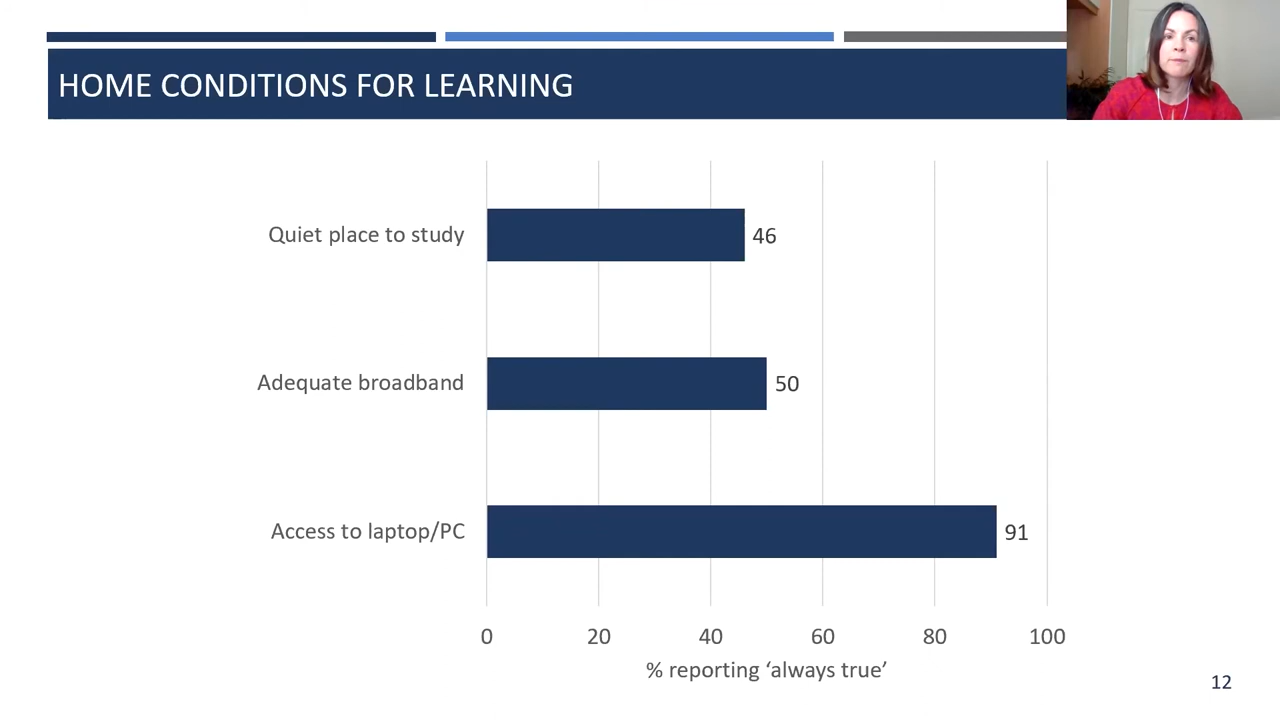 HOME CONDITIONS FOR LEARNING
Quiet place to study
46
Adequate broadband
50
Access to laptop/PC
91
0 20 40 60 80 100
% reporting ‘always true’
12